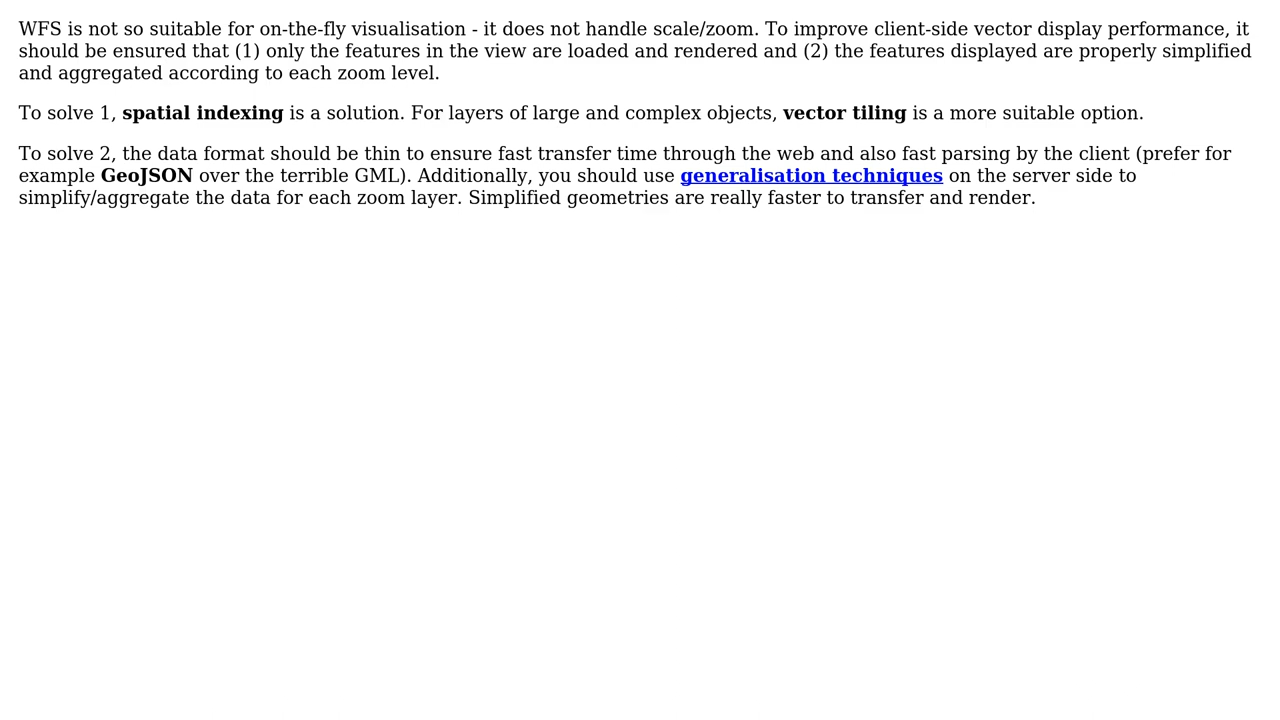 WFS is not so suitable for on-the-fly visualisation - it does not handle scale/zoom. To improve client-side vector display performance, it
should be ensured that (1) only the features in the view are loaded and rendered and (2) the features displayed are properly simplified
and aggregated according to each zoom level.
To solve 1, spatial indexing is a solution. For layers of large and complex objects, vector tiling is a more suitable option.
To solve 2, the data format should be thin to ensure fast transfer time through the web and also fast parsing by the client (prefer for
example GeoJSON over the terrible GML). Additionally, you should use generalisation techniques on the server side to
simplify/aggregate the data for each zoom layer. Simplified geometries are really faster to transfer and render.